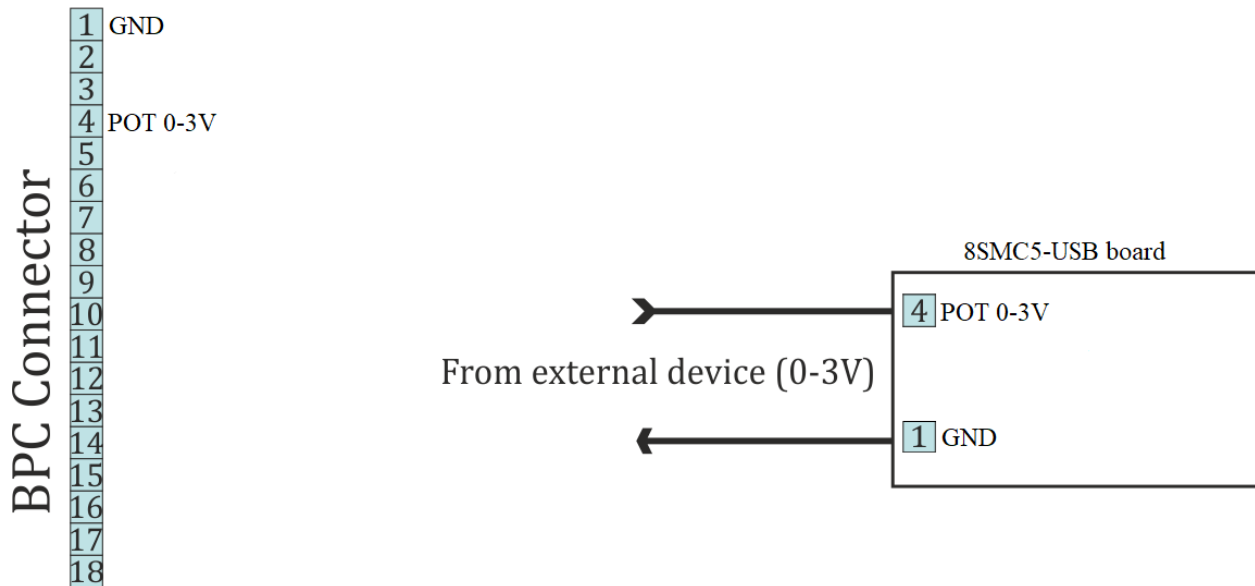 BPC Connector
1 GND
2
3
4 POT 0-3V
5
6
7
8
9
10
11
12
13
14
15
16
17
18
8SMC5-USB board
4 POT 0-3V
From external device (0-3V)
1 GND